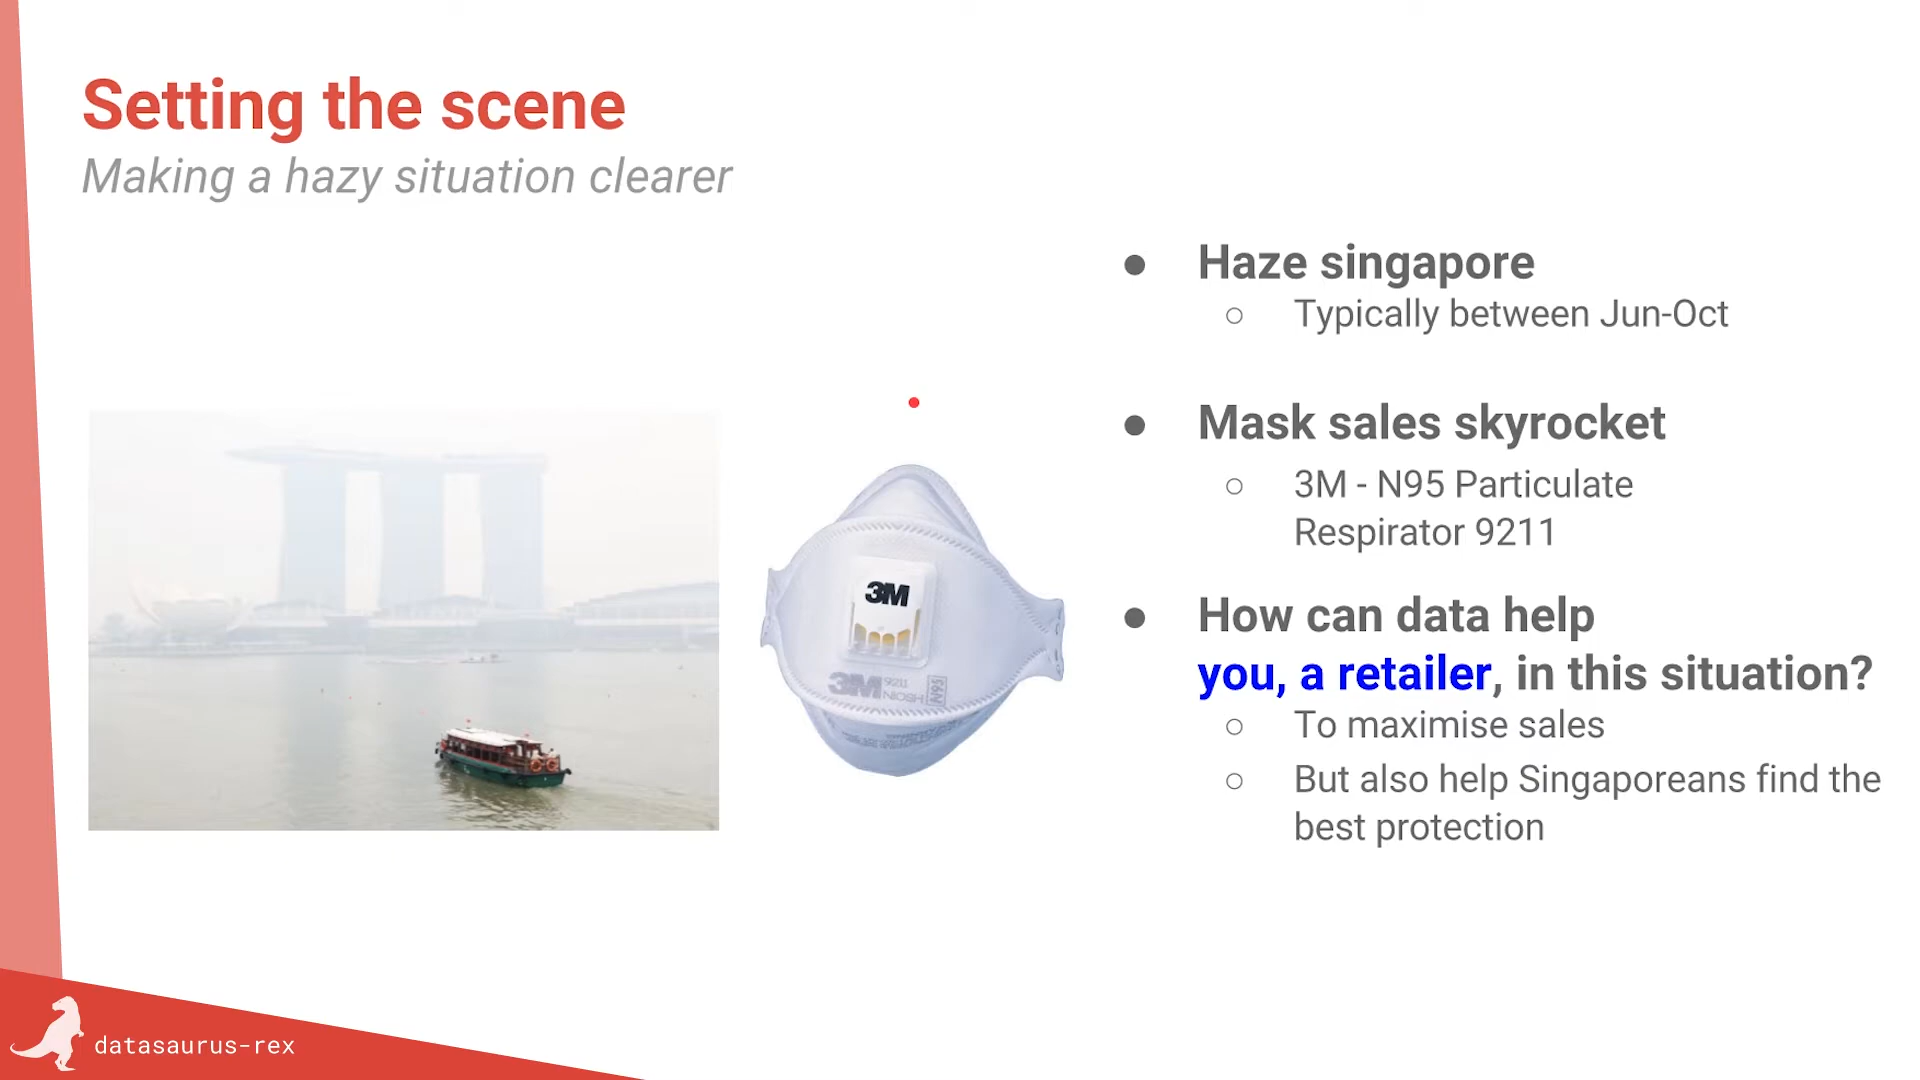 Setting the scene
Making a hazy situation clearer
● Haze singapore
○ Typically between Jun-Oct
● Mask sales skyrocket
○ 3M - N95 Particulate
Respirator 9211
● How can data help
you, a retailer, in this situation?
○ To maximise sales
○ But also help Singaporeans find the
best protection
3M
3M 9211
N95
datasaurus-rex